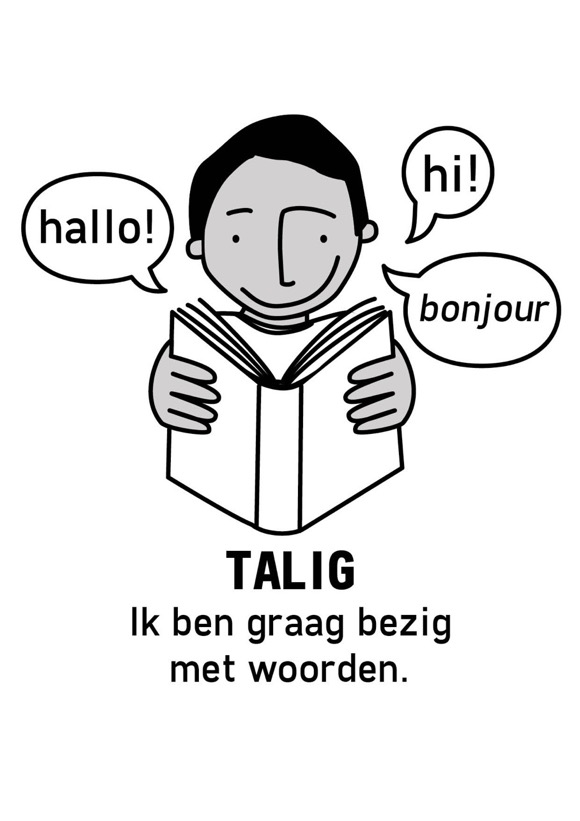 hi!
hallo!
bonjour
TALIG
Ik ben graag bezig
met woorden.